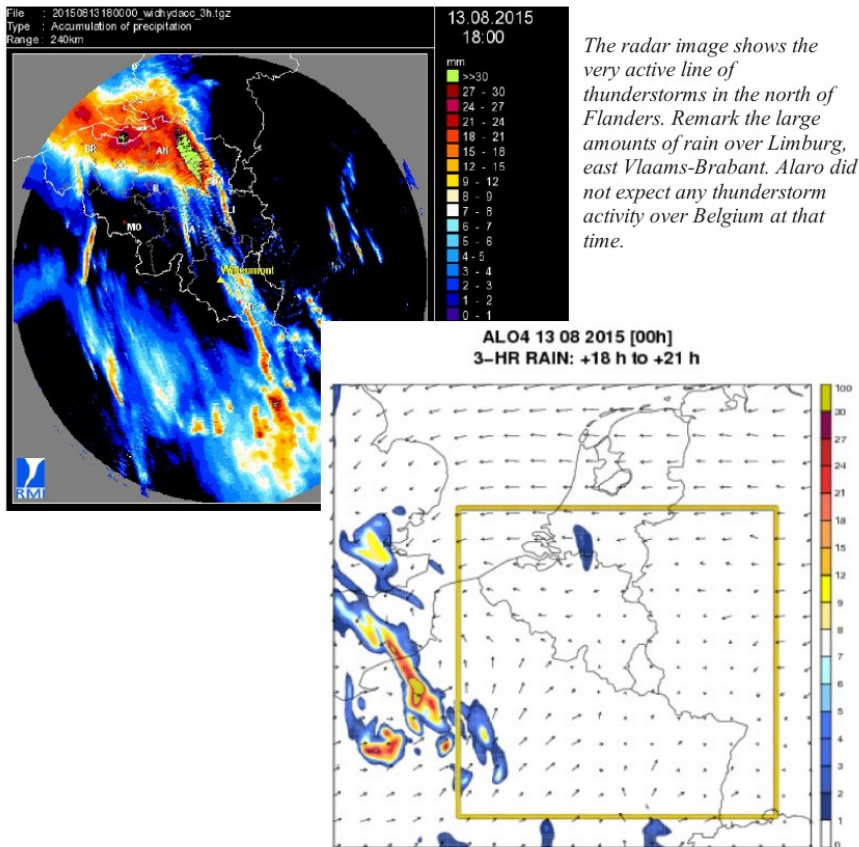 File : 20150813180000_widhydacc_3h.tgz
Type : Accumulation of precipitation
Range : 240km
13.08.2015
18:00
mm
>>30
27 - 30
24 - 27
21 - 24
18 - 21
15 - 18
12 - 15
9 - 12
8 - 9
7 - 8
6 - 7
5 - 6
4 - 5
3 - 4
2 - 3
1 - 2
0 - 1
BR
AN
B
MO
LI
RMI
The radar image shows the
very active line of
thunderstorms in the north of
Flanders. Remark the large
amounts of rain over Limburg,
east Vlaams-Brabant. Alaro did
not expect any thunderstorm
activity over Belgium at that
time.
ALO4 13 08 2015 [00h]
3-HR RAIN: +18 h to +21 h
100
30
27
24
21
18
15
12
10
9
8
7
6
5
4
3
2
1
0